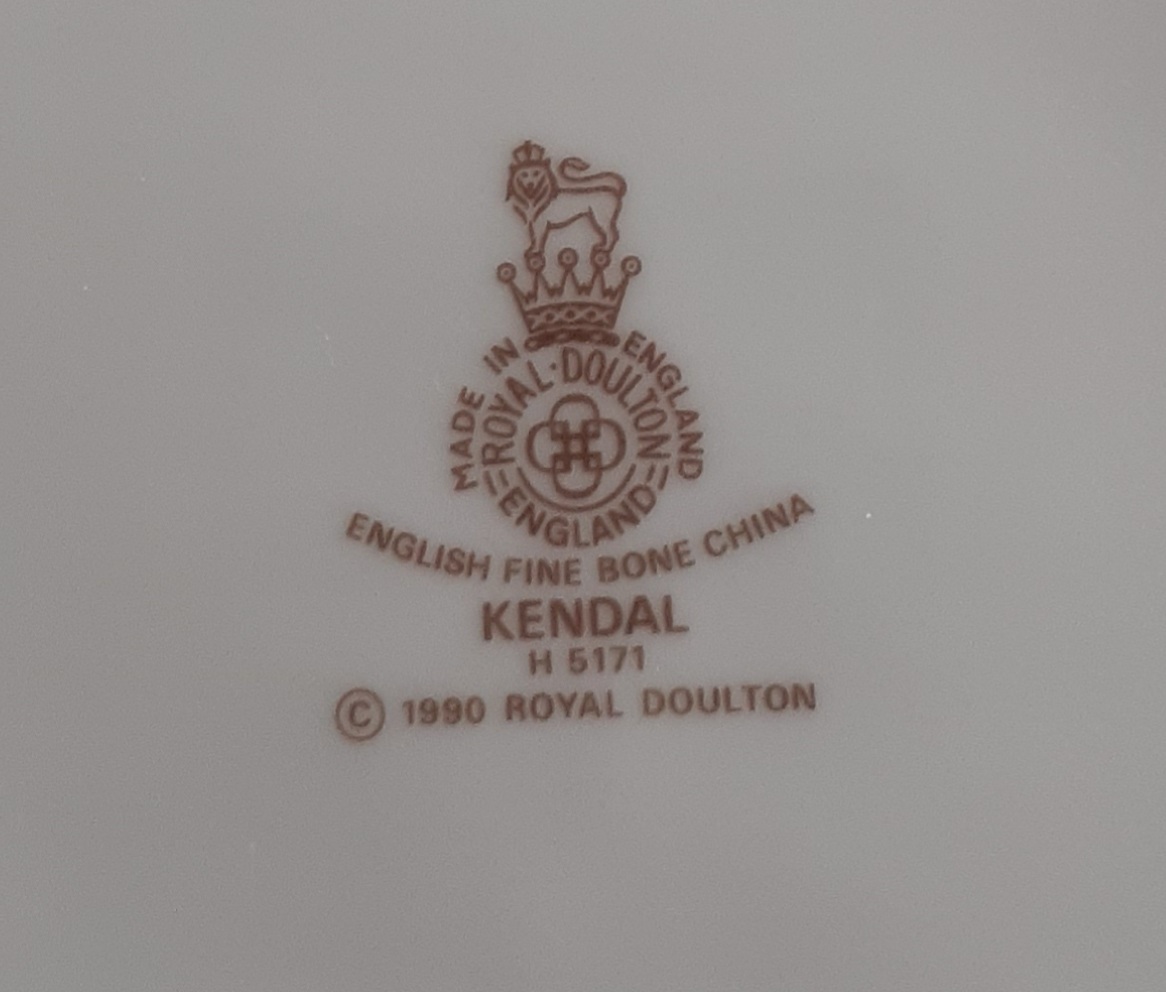 MADE IN ENGLAND
ROYAL·DOULTON
ENGLAND
ENGLISH FINE BONE CHINA
KENDAL
H 5171
© 1990 ROYAL DOULTON